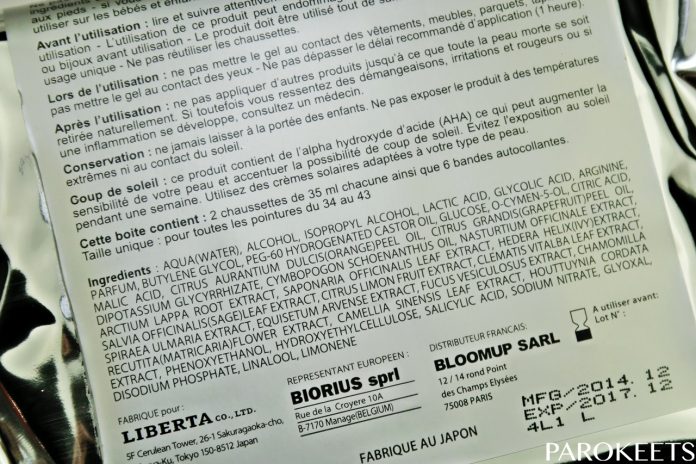 ingrédients
aux pieds - S'il
utiliser sur les bébés et enfants
Avant l'utilisation : lire et suivre attentivement
utilisation - L'utilisation de ce produit peut endommager
ou bijoux avant utilisation - Le produit doit être utilisé tout de
usage unique - Ne pas réutiliser les chaussettes.
Lors de l'utilisation : ne pas mettre le gel au contact des vêtements, meubles, parquets,
pas mettre le gel au contact des yeux - Ne pas dépasser le délai recommandé d'application (1 heure).
Après l'utilisation : ne pas appliquer d'autres produits jusqu'à ce que toute la peau morte se soit
retirée naturellement. Si toutefois vous ressentez des démangeaisons, irritations et rougeurs ou si
une inflammation se développe, consultez un médecin.
Conservation : ne jamais laisser à la portée des enfants. Ne pas exposer le produit à des températures
extrêmes ni au contact du soleil.
Coup de soleil : ce produit contient de l'alpha hydroxyde d'acide (AHA) ce qui peut augmenter la
sensibilité de votre peau et accentuer la possibilité de coup de soleil. Évitez l'exposition au soleil
pendant une semaine. Utilisez des crèmes solaires adaptées à votre type de peau.
Cette boite contient : 2 chaussettes de 35 ml chacune ainsi que 6 bandes autocollantes.
Taille unique : pour toutes les pointures du 34 au 43
Ingredients : AQUA(WATER), ALCOHOL, ISOPROPYL ALCOHOL, LACTIC ACID, GLYCOLIC ACID, ARGININE,
PARFUM, BUTYLENE GLYCOL, PEG-60 HYDROGENATED CASTOR OIL, GLUCOSE, O-CYMEN-5-OL, CITRIC ACID,
MALIC ACID, CITRUS AURANTIUM DULCIS(ORANGE)PEEL OIL, CITRUS GRANDIS(GRAPEFRUIT)PEEL OIL,
DIPOTASSIUM GLYCYRRHIZATE, CYMBOPOGON SCHOENANTHUS OIL, NASTURTIUM OFFICINALE EXTRACT,
ARCTIUM LAPPA ROOT EXTRACT, SAPONARIA OFFICINALIS LEAF EXTRACT, HEDERA HELIX(IVY) EXTRACT,
SALVIA OFFICINALIS(SAGE)LEAF EXTRACT, CITRUS LIMON FRUIT EXTRACT, CLEMATIS VITALBA LEAF EXTRACT,
SPIRAEA ULMARIA EXTRACT, EQUISETUM ARVENSE EXTRACT, FUCUS VESICULOSUS EXTRACT, CHAMOMILLA
RECUTITA(MATRICARIA)FLOWER EXTRACT, CAMELLIA SINENSIS LEAF EXTRACT, HOUTTUYNIA CORDATA
EXTRACT, PHENOXYETHANOL, HYDROXYETHYLCELLULOSE, SALICYLIC ACID, SODIUM NITRATE, GLYOXAL,
DISODIUM PHOSPHATE, LINALOOL, LIMONENE
FABRIQUÉ pour :
LIBERTA CO., LTD.
5F Cerulean Tower, 26-1 Sakuragaoka-cho,
Tokyo 150-8512 Japan
REPRESENTANT EUROPEEN :
BIORIUS sprl
Rue de la Croyere 10A
B-7170 Manage(BELGIUM)
DISTRIBUTEUR FRANCAIS:
BLOOMUP SARL
12 / 14 rond Point
des Champs Elysées
75008 PARIS
A utiliser avant:
Lot N° :
FABRIQUE AU JAPON
MFG/2014. 12
EXP/2017. 12
4L1 L
PAROKEETS